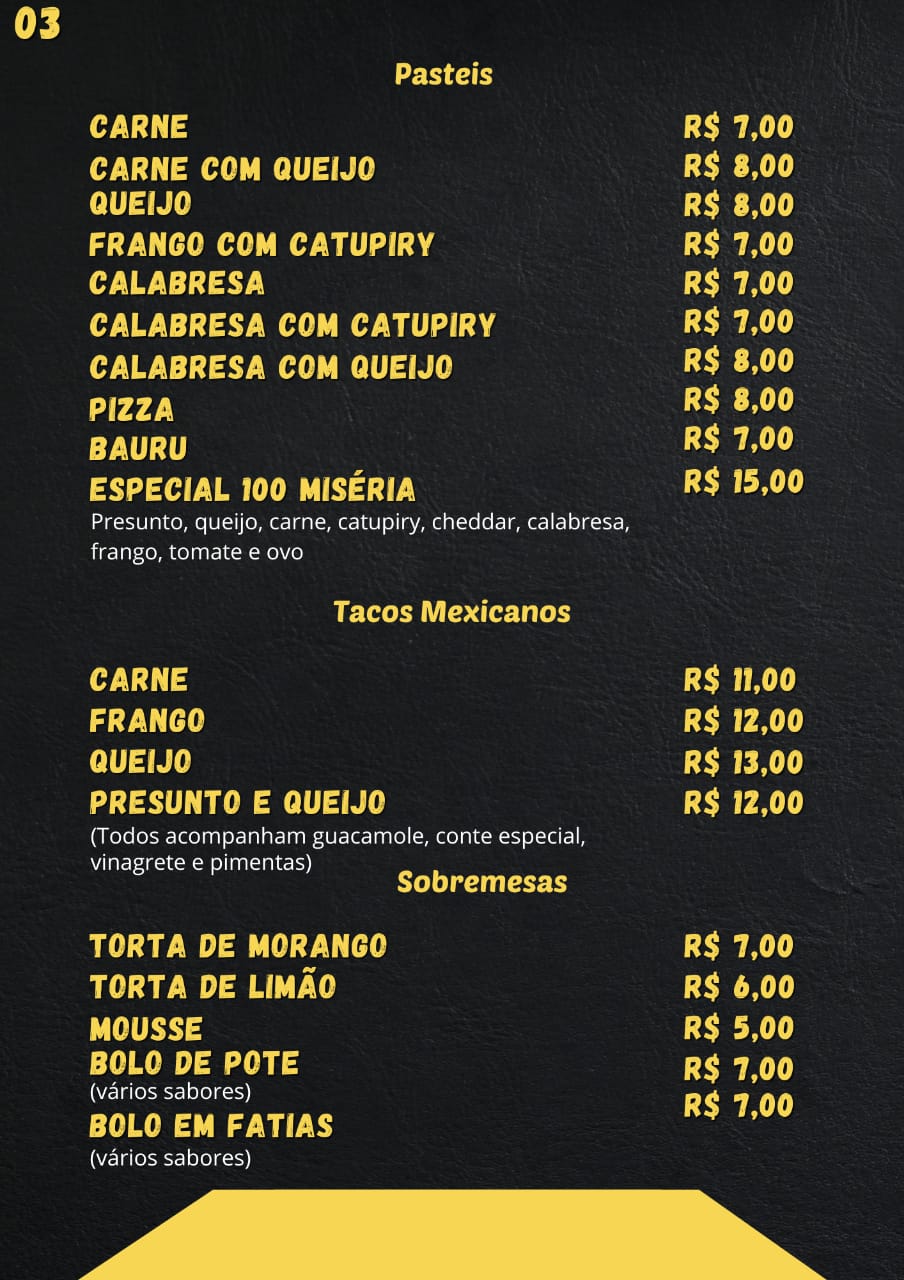 03
Pasteis
CARNE R$ 7,00
CARNE COM QUEIJO R$ 8,00
QUEIJO R$ 8,00
FRANGO COM CATUPIRY R$ 7,00
CALABRESA R$ 7,00
CALABRESA COM CATUPIRY R$ 7,00
CALABRESA COM QUEIJO R$ 8,00
PIZZA R$ 8,00
BAURU R$ 7,00
ESPECIAL 100 MISÉRIA R$ 15,00
Presunto, queijo, carne, catupiry, cheddar, calabresa,
frango, tomate e ovo
Tacos Mexicanos
CARNE R$ 11,00
FRANGO R$ 12,00
QUEIJO R$ 13,00
PRESUNTO E QUEIJO R$ 12,00
(Todos acompanham guacamole, conte especial,
vinagrete e pimentas)
Sobremesas
TORTA DE MORANGO R$ 7,00
TORTA DE LIMÃO R$ 6,00
MOUSSE R$ 5,00
BOLO DE POTE R$ 7,00
(vários sabores)
BOLO EM FATIAS R$ 7,00
(vários sabores)